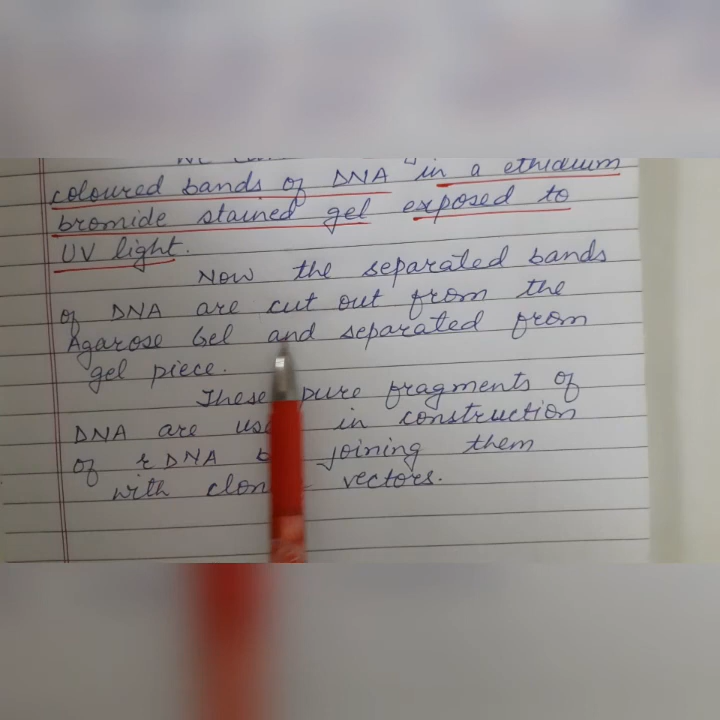 coloured bands of DNA in a ethidium
bromide stained gel exposed to
UV light.
Now the separated bands
of DNA are cut out from the
Agarose Gel and separated from
gel piece.
These pure fragments of
DNA are in construction
of rDNA joining them
with vectors.